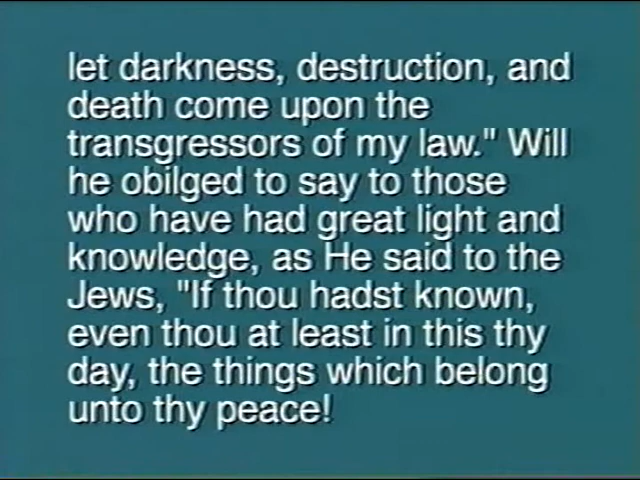 let darkness, destruction, and
death come upon the
transgressors of my law." Will
he obilged to say to those
who have had great light and
knowledge, as He said to the
Jews, "If thou hadst known,
even thou at least in this thy
day, the things which belong
unto thy peace!